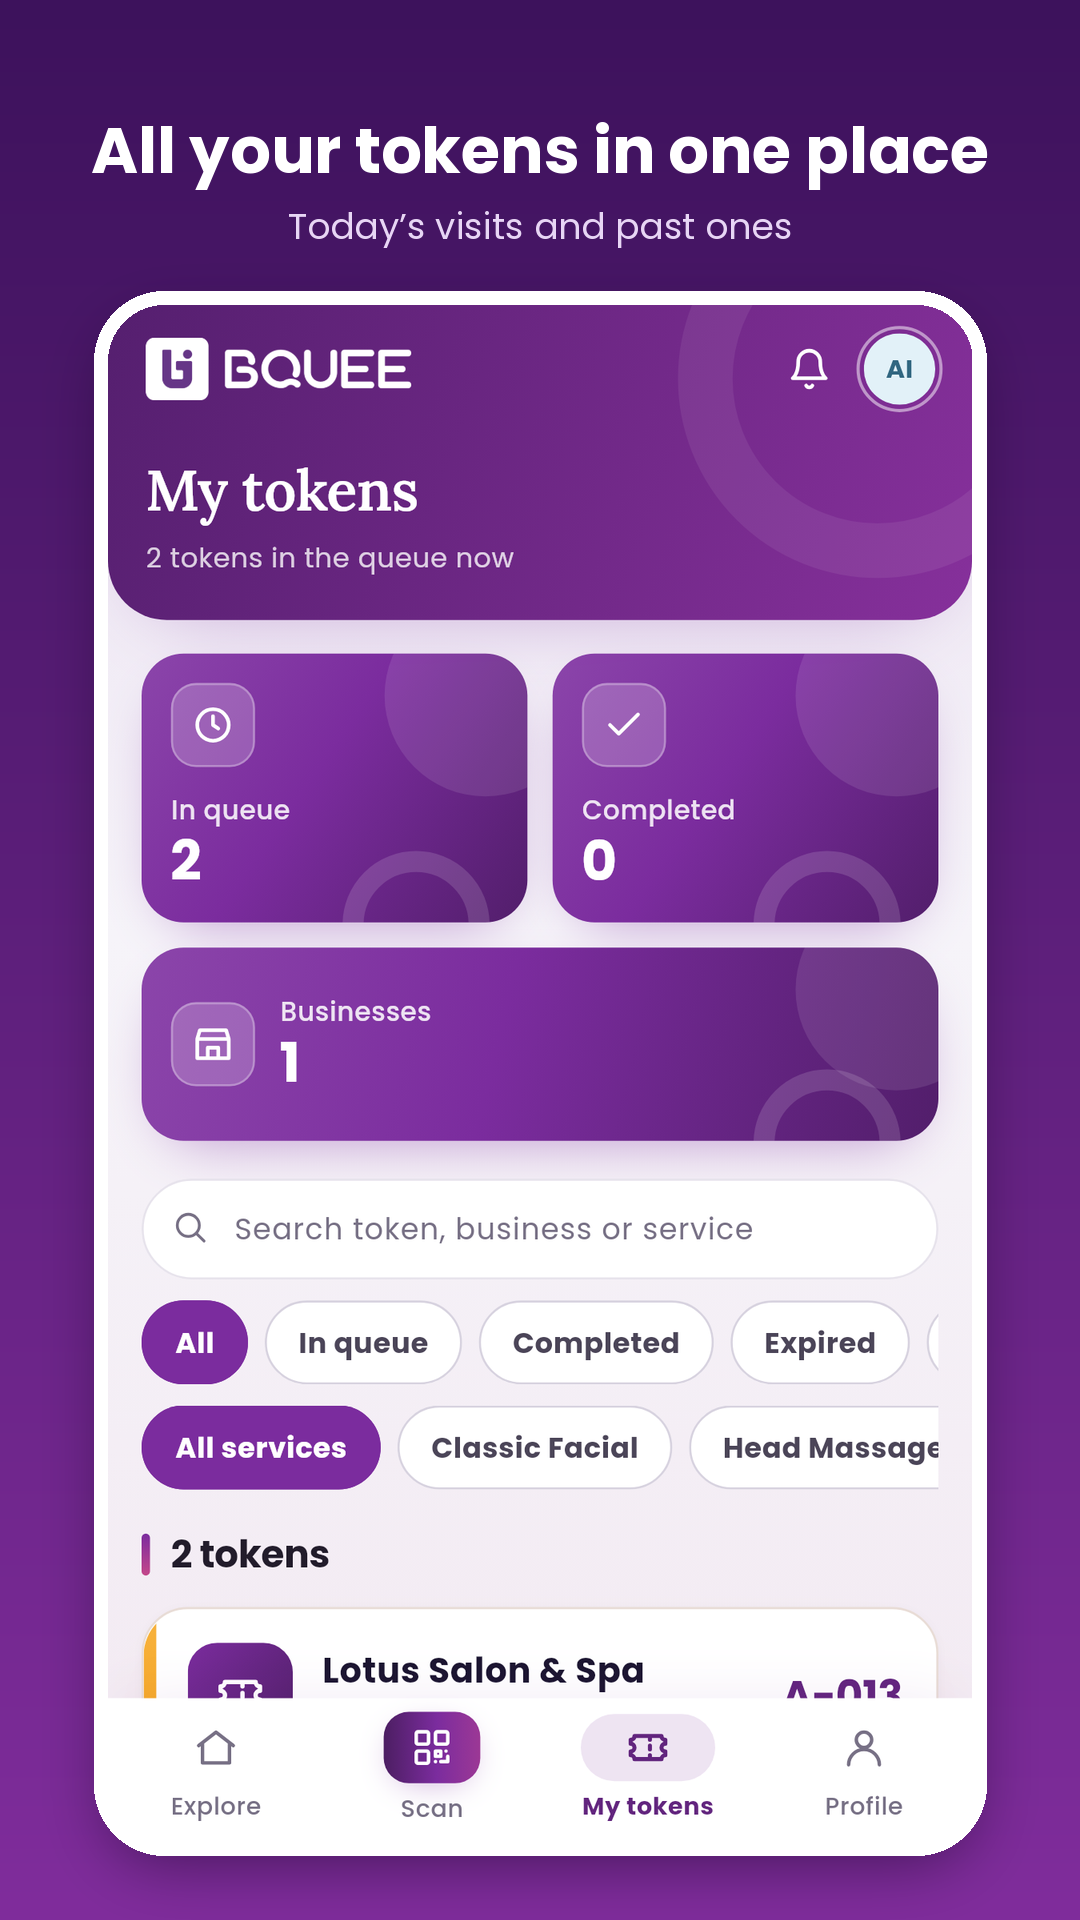 All your tokens in one place
Today's visits and past ones
BQUEE
AI
My tokens
2 tokens in the queue now
In queue
2
Completed
0
Businesses
1
Search token, business or service
All
In queue
Completed
Expired
All services
Classic Facial
Head Massage
2 tokens
Lotus Salon & Spa
A-013
Explore
Scan
My tokens
Profile